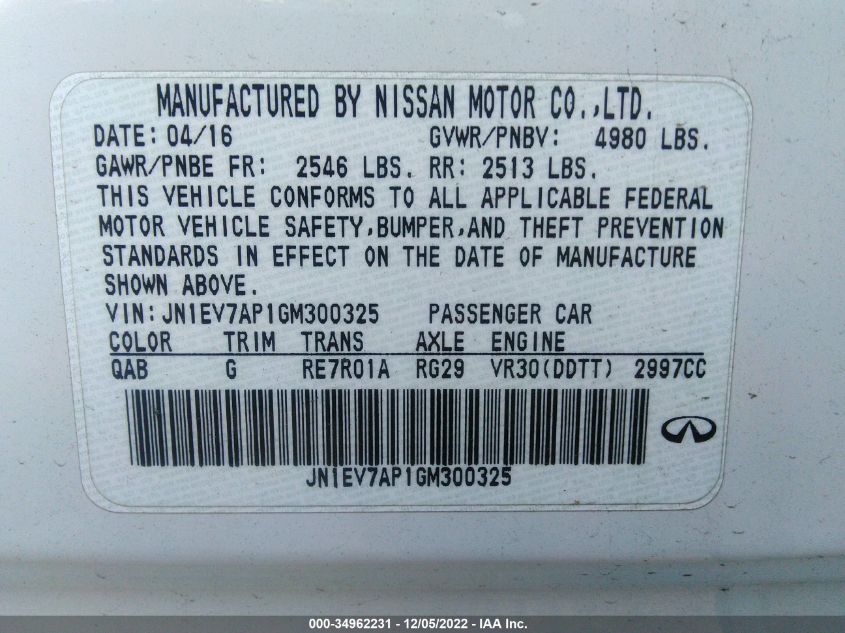 MANUFACTURED BY NISSAN MOTOR CO.,LTD.
DATE: 04/16 GVWR/PNBV: 4980 LBS.
GAWR/PNBE FR: 2546 LBS. RR: 2513 LBS.
THIS VEHICLE CONFORMS TO ALL APPLICABLE FEDERAL
MOTOR VEHICLE SAFETY,BUMPER,AND THEFT PREVENTION
STANDARDS IN EFFECT ON THE DATE OF MANUFACTURE
SHOWN ABOVE.
VIN:JN1EV7AP1GM300325 PASSENGER CAR
COLOR TRIM TRANS AXLE ENGINE
QAB G RE7R01A RG29 VR30(DDTT) 2997CC
JN1EV7AP1GM300325
000-34962231 - 12/05/2022 - IAAI.COM